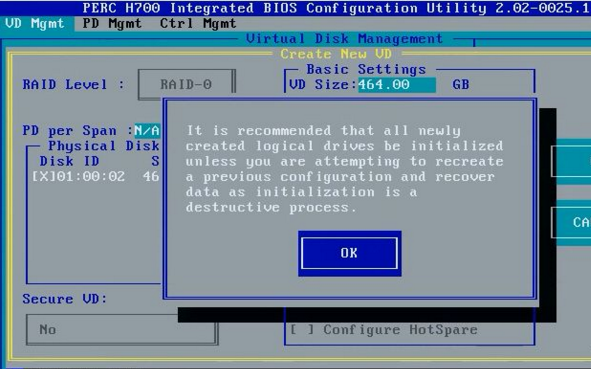 PERC H700 Integrated BIOS Configuration Utility 2.02-0025.1
VD Mgmt PD Mgmt Ctrl Mgmt
Virtual Disk Management
Create New VD
Basic Settings
RAID Level : RAID-0
VD Size:464.00 GB
PD per Span :N/A
Physical Disk
Disk ID S
[X]01:00:02 46
It is recommended that all newly
created logical drives be initialized
unless you are attempting to recreate
a previous configuration and recover
data as initialization is a
destructive process.
OK
CA
Secure VD:
No
[ ] Configure HotSpare